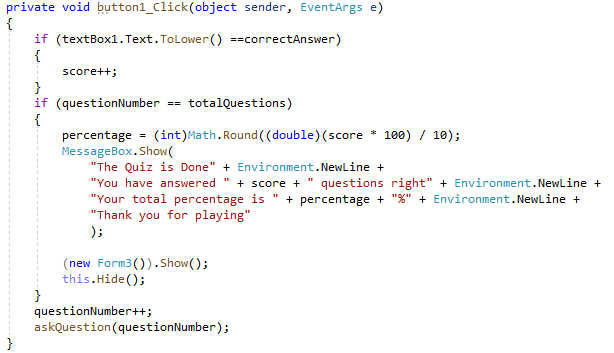 private void button1_Click(object sender, EventArgs e)
{
    if (textBox1.Text.ToLower() ==correctAnswer)
    {
        score++;
    }
    if (questionNumber == totalQuestions)
    {
        percentage = (int)Math.Round((double)(score * 100) / 10);
        MessageBox.Show(
            "The Quiz is Done" + Environment.NewLine +
            "You have answered " + score + " questions right" + Environment.NewLine +
            "Your total percentage is " + percentage + "%" + Environment.NewLine +
            "Thank you for playing"
            );

        (new Form3()).Show();
        this.Hide();
    }
    questionNumber++;
    askQuestion(questionNumber);
}